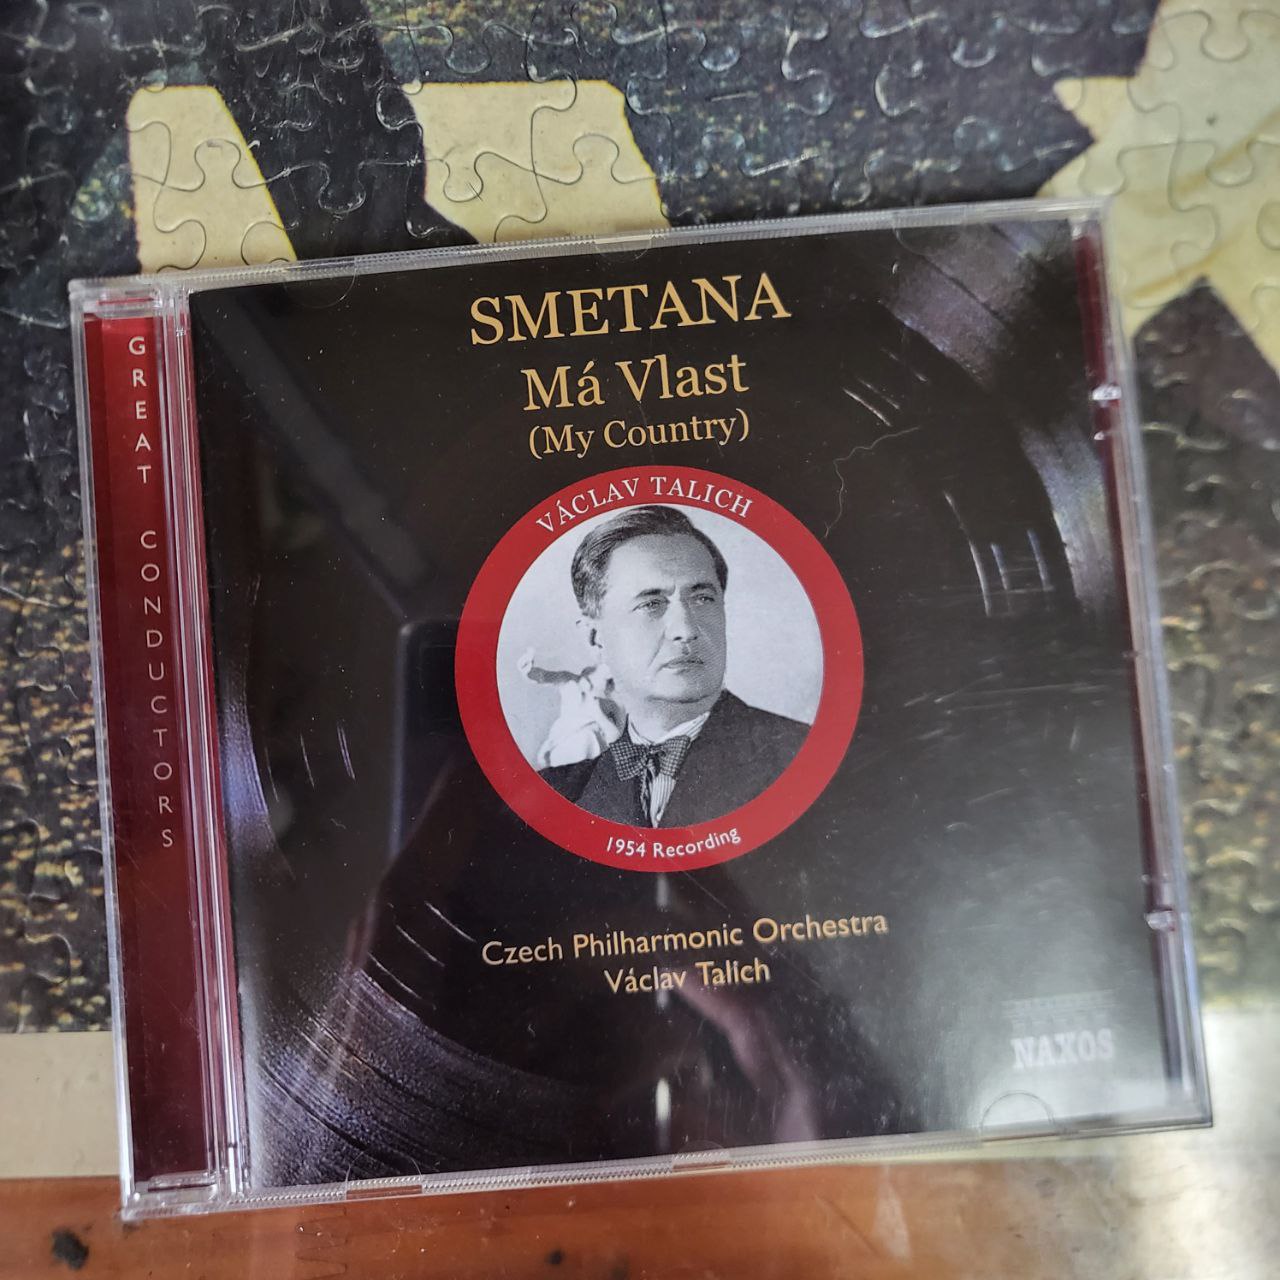 GREAT CONDUCTORS
SMETANA
Má Vlast
(My Country)
VÁCLAV TALICH
1954 Recording
Czech Philharmonic Orchestra
Václav Talich
NAXOS